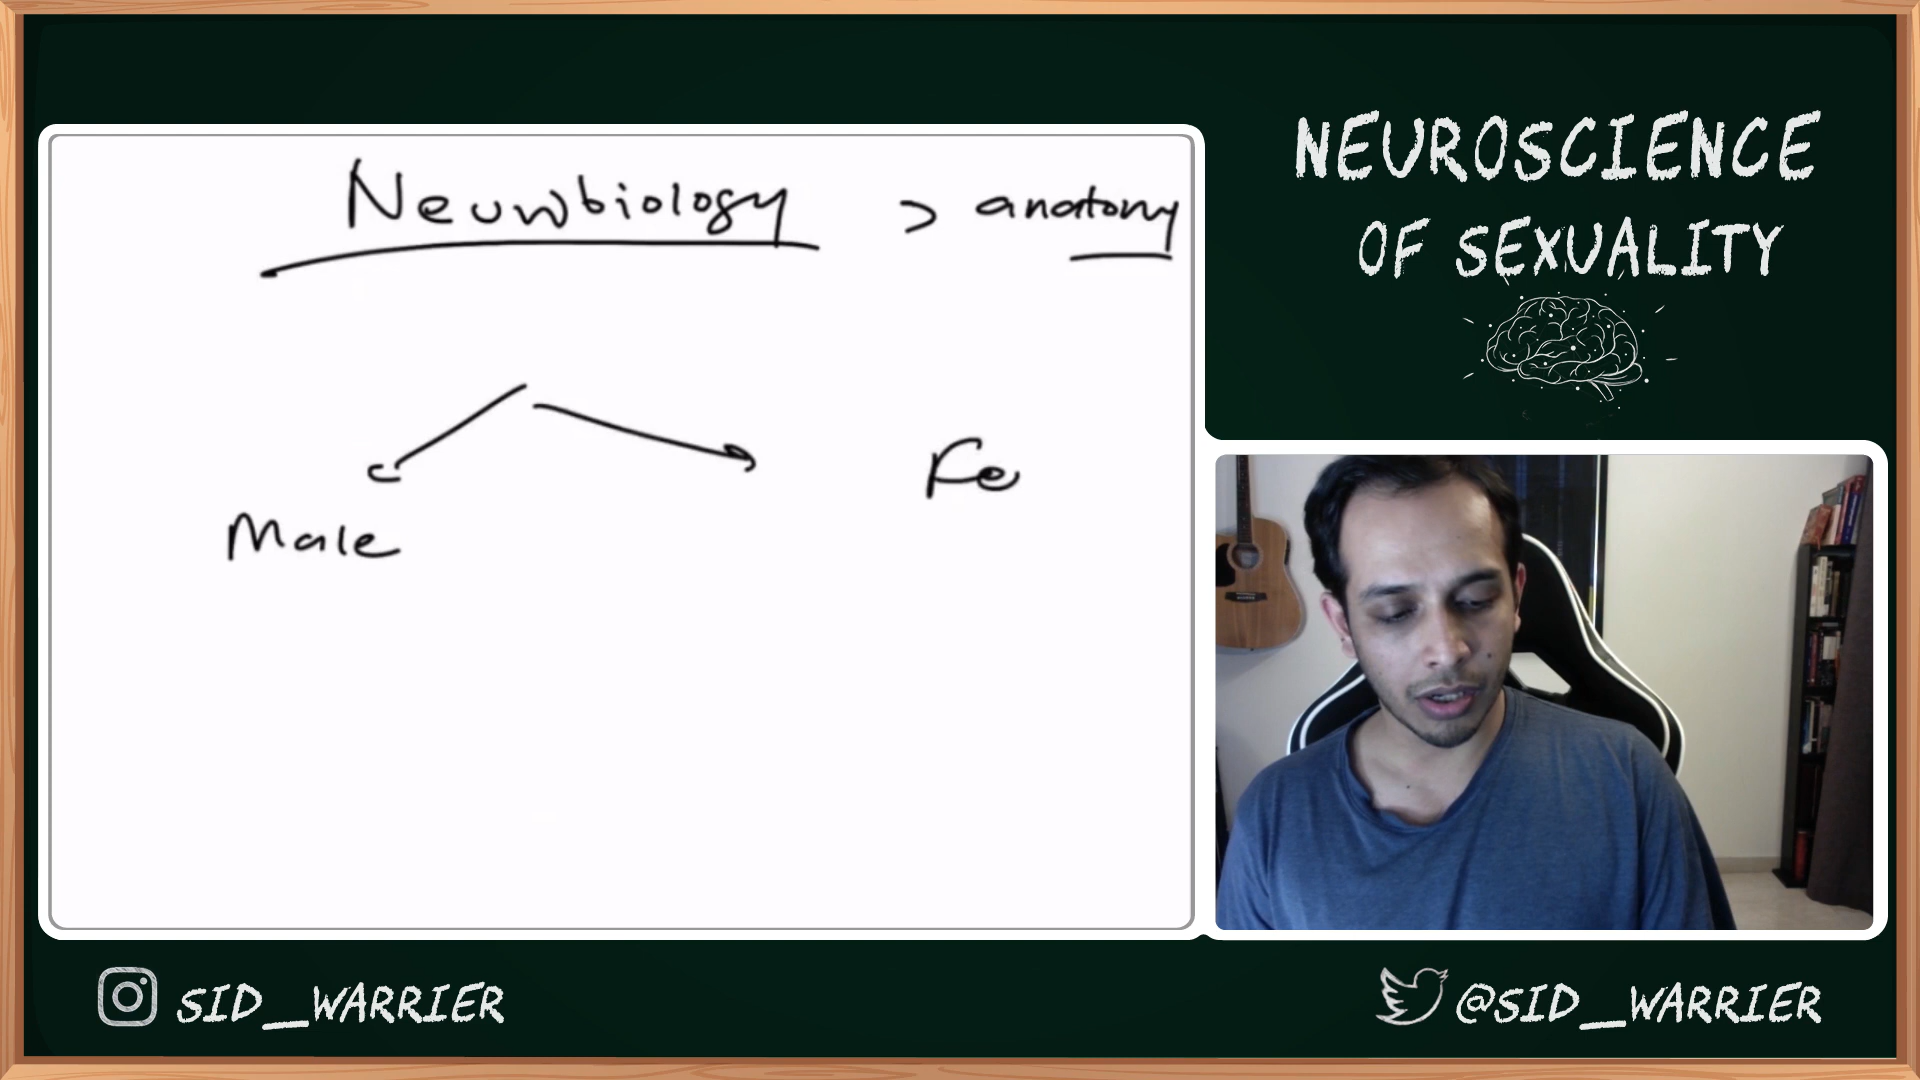 Neurobiology > anatomy
Male
Fe
NEUROSCIENCE
OF SEXUALITY
SID_WARRIER
@SID_WARRIER